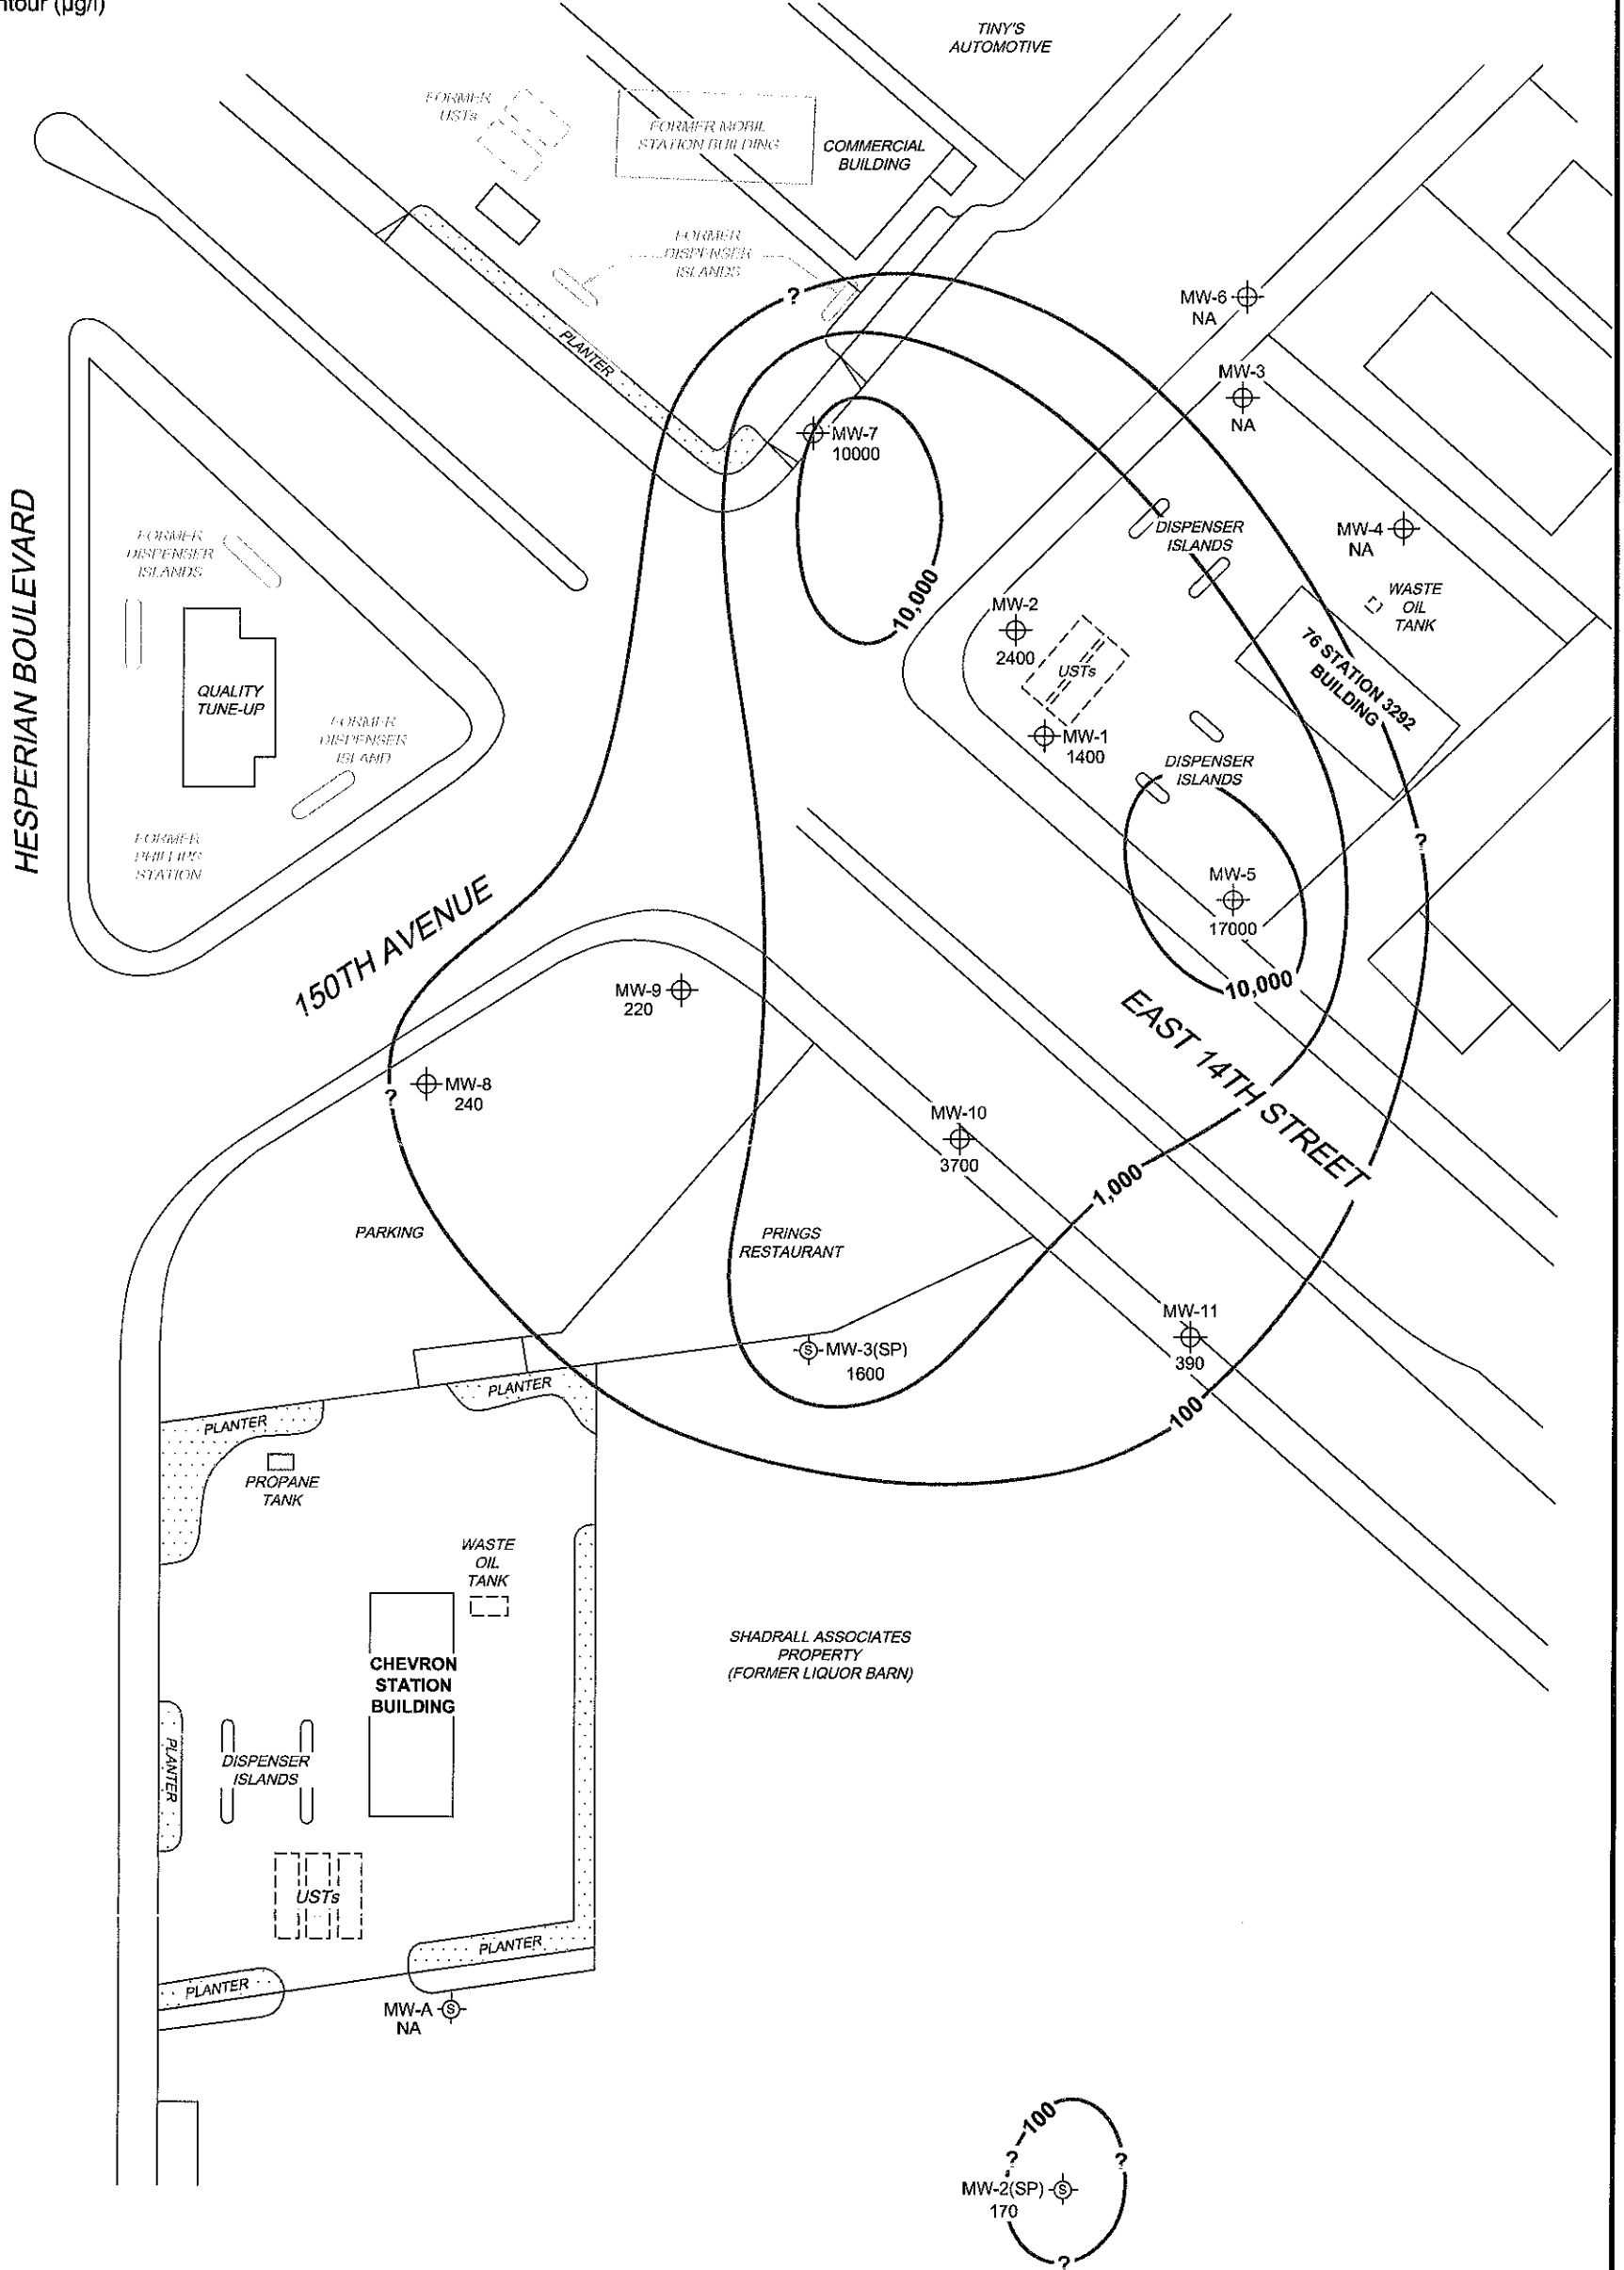 ntour (µg/l)
TINY'S
AUTOMOTIVE
FORMER
USTs
FORMER MOBIL
STATION BUILDING
COMMERCIAL
BUILDING
FORMER
DISPENSER
ISLANDS
?
PLANTER
MW-6
NA
MW-3
NA
MW-7
10000
10,000
DISPENSER
ISLANDS
MW-4
NA
WASTE
OIL
TANK
HESPERIAN BOULEVARD
FORMER
DISPENSER
ISLANDS
QUALITY
TUNE-UP
FORMER
DISPENSER
ISLAND
FORMER
PHILLIPS
STATION
MW-2
2400
USTs
MW-1
1400
76 STATION 3292
BUILDING
DISPENSER
ISLANDS
?
MW-5
17000
10,000
150TH AVENUE
EAST 14TH STREET
MW-9
220
MW-8
240
?
MW-10
3700
1,000
PARKING
PRINGS
RESTAURANT
MW-11
390
MW-3(SP)
1600
100
PLANTER
PLANTER
PROPANE
TANK
WASTE
OIL
TANK
CHEVRON
STATION
BUILDING
SHADRALL ASSOCIATES
PROPERTY
(FORMER LIQUOR BARN)
PLANTER
DISPENSER
ISLANDS
USTs
PLANTER
PLANTER
MW-A
NA
100
?
?
MW-2(SP)
170
?